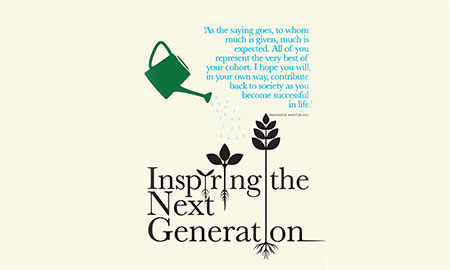 ‘As the saying goes, to whom
much is given, much is
expected. All of you
represent the very best of
your cohort. I hope you will,
in your own way, contribute
back to society as you
become successful
in life.’
PROFESSOR
Inspiring the
Next
Generation